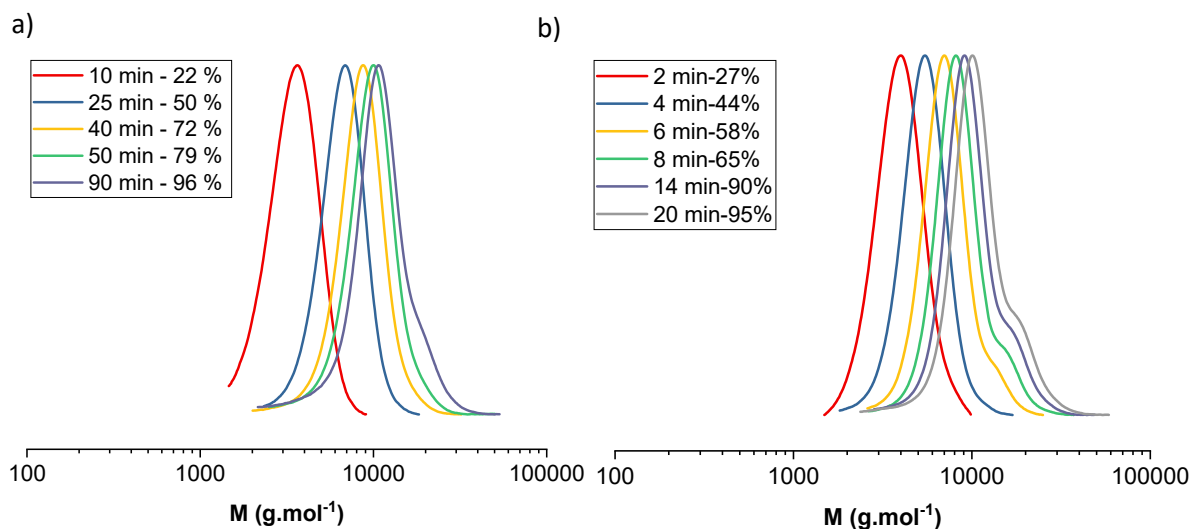 a)
10 min - 22 %
25 min - 50 %
40 min - 72 %
50 min - 79 %
90 min - 96 %
100 1000 10000 100000
M (g.mol⁻¹)
b)
2 min-27%
4 min-44%
6 min-58%
8 min-65%
14 min-90%
20 min-95%
100 1000 10000 100000
M (g.mol⁻¹)